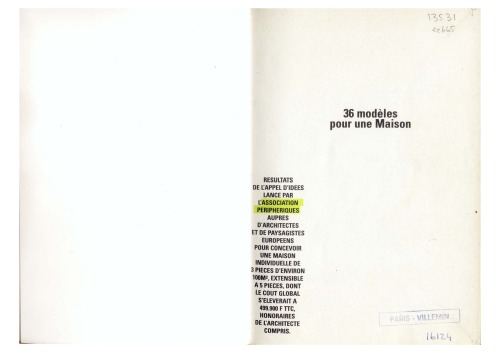 13531
36 modèles
pour une Maison
RESULTATS
DE L'APPEL D'IDEES
LANCE PAR
L'ASSOCIATION
PERIPHERIQUES
AUPRES
D'ARCHITECTES
ET DE PAYSAGISTES
EUROPEENS
POUR CONCEVOIR
UNE MAISON
INDIVIDUELLE DE
3 PIECES D'ENVIRON
100M², EXTENSIBLE
A 5 PIECES, DONT
LE COUT GLOBAL
S'ELEVERAIT A
499.900 F TTC,
HONORAIRES
DE L'ARCHITECTE
COMPRIS.
PARIS - VILLEMIN
16124